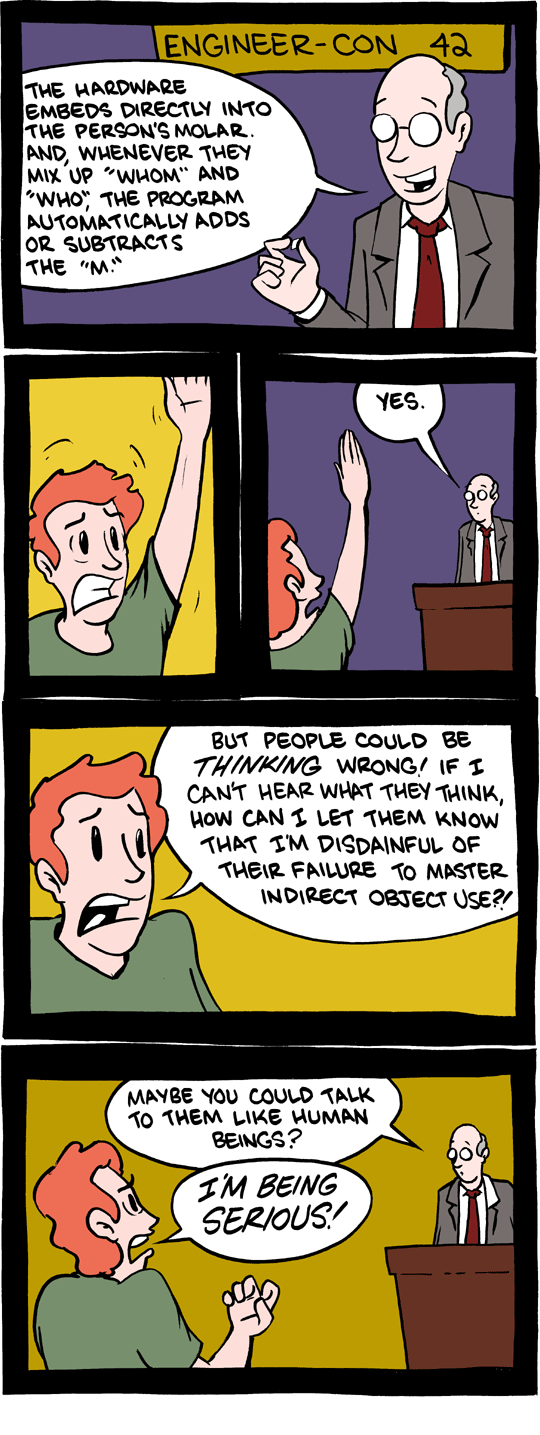 ENGINEER-CON 42
THE HARDWARE
EMBEDS DIRECTLY INTO
THE PERSON'S MOLAR.
AND, WHENEVER THEY
MIX UP "WHOM" AND
"WHO", THE PROGRAM
AUTOMATICALLY ADDS
OR SUBTRACTS
THE "M."
YES.
BUT PEOPLE COULD BE
THINKING WRONG! IF I
CAN'T HEAR WHAT THEY THINK,
HOW CAN I LET THEM KNOW
THAT I'M DISDAINFUL OF
THEIR FAILURE TO MASTER
INDIRECT OBJECT USE?!
MAYBE YOU COULD TALK
TO THEM LIKE HUMAN
BEINGS?
I'M BEING
SERIOUS!